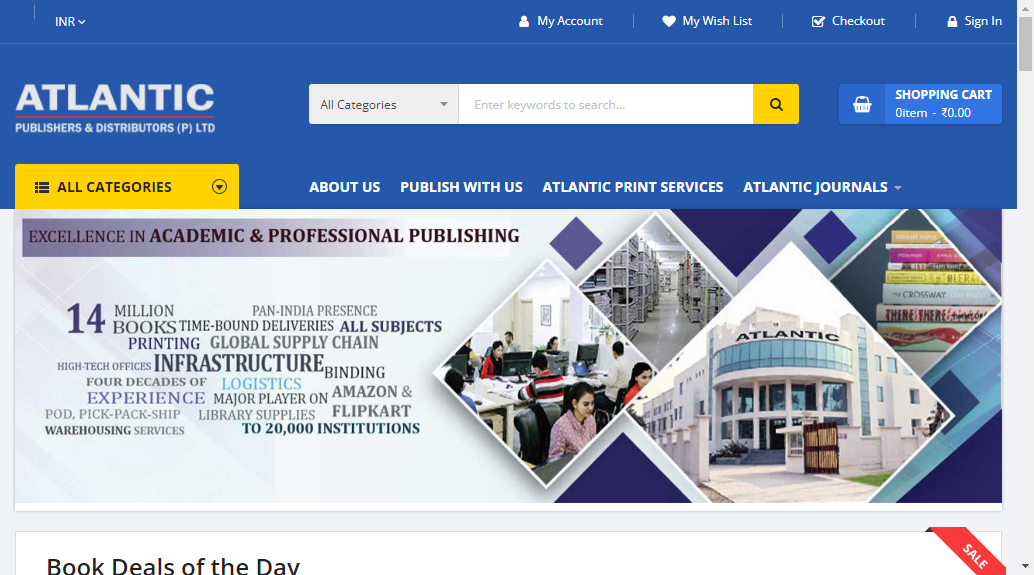 INR
My Account
My Wish List
Checkout
Sign In
ATLANTIC
PUBLISHERS & DISTRIBUTORS (P) LTD
All Categories
Enter keywords to search...
SHOPPING CART
0item - ₹0.00
ALL CATEGORIES
ABOUT US
PUBLISH WITH US
ATLANTIC PRINT SERVICES
ATLANTIC JOURNALS
EXCELLENCE IN ACADEMIC & PROFESSIONAL PUBLISHING
14 MILLION BOOKS
PAN-INDIA PRESENCE
TIME-BOUND DELIVERIES ALL SUBJECTS
PRINTING GLOBAL SUPPLY CHAIN
HIGH-TECH OFFICES INFRASTRUCTURE BINDING
FOUR DECADES OF EXPERIENCE
LOGISTICS
MAJOR PLAYER ON AMAZON & FLIPKART
POD, PICK-PACK-SHIP
LIBRARY SUPPLIES
WAREHOUSING SERVICES
TO 20,000 INSTITUTIONS
ATLANTIC
THE CROSSWAY
THERE THERE
Book Deals of the Day
SALE